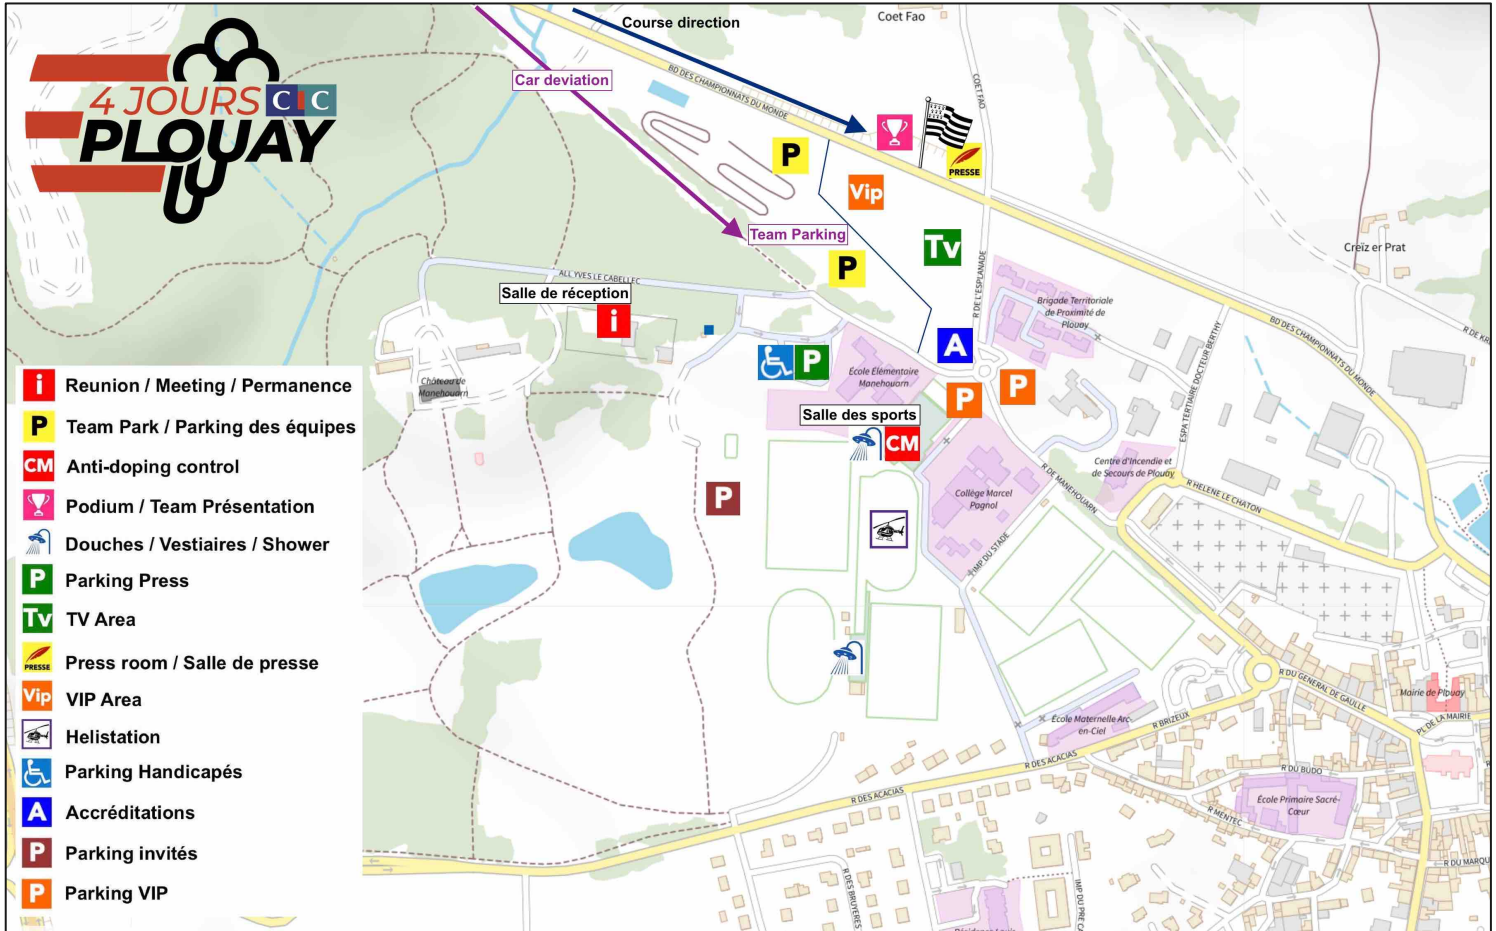 4 JOURS CIC
PLOUAY
Course direction
Coet Fao
Car deviation
BD DES CHAMPIONNATS DU MONDE
COET FAO
P
PRESSE
Vip
Team Parking
Tv
Creïz er Prat
P
ALL YVES LE CABELLEC
R DE L'ESPLANADE
Salle de réception
i
Brigade Territoriale
de Proximité de
Plouay
BD DES CHAMPIONNATS DU MONDE
ESPA TERTIAIRE DOCTEUR BERTHY
A
P
École Élémentaire
Manehouarn
P
P
Château de
Manehouarn
Salle des sports
CM
R DE MANEHOUARN
Centre d'Incendie et
de Secours de Plouay
R HELENE LE CHATON
P
Collège Marcel
Pagnol
IMP DU STADE
R DU GENERAL DE GAULLE
Mairie de Plouay
PL DE LA MAIRIE
École Maternelle Arc-
en-Ciel
R BRIZEUX
R DES ACACIAS
R DES ACACIAS
R DU BUDO
École Primaire Sacré-
Cœur
R MENTEC
R DES BRUYERES
i Reunion / Meeting / Permanence
P Team Park / Parking des équipes
CM Anti-doping control
Podium / Team Présentation
Douches / Vestiaires / Shower
P Parking Press
Tv TV Area
PRESSE Press room / Salle de presse
Vip VIP Area
Helistation
Parking Handicapés
A Accréditations
P Parking invités
P Parking VIP